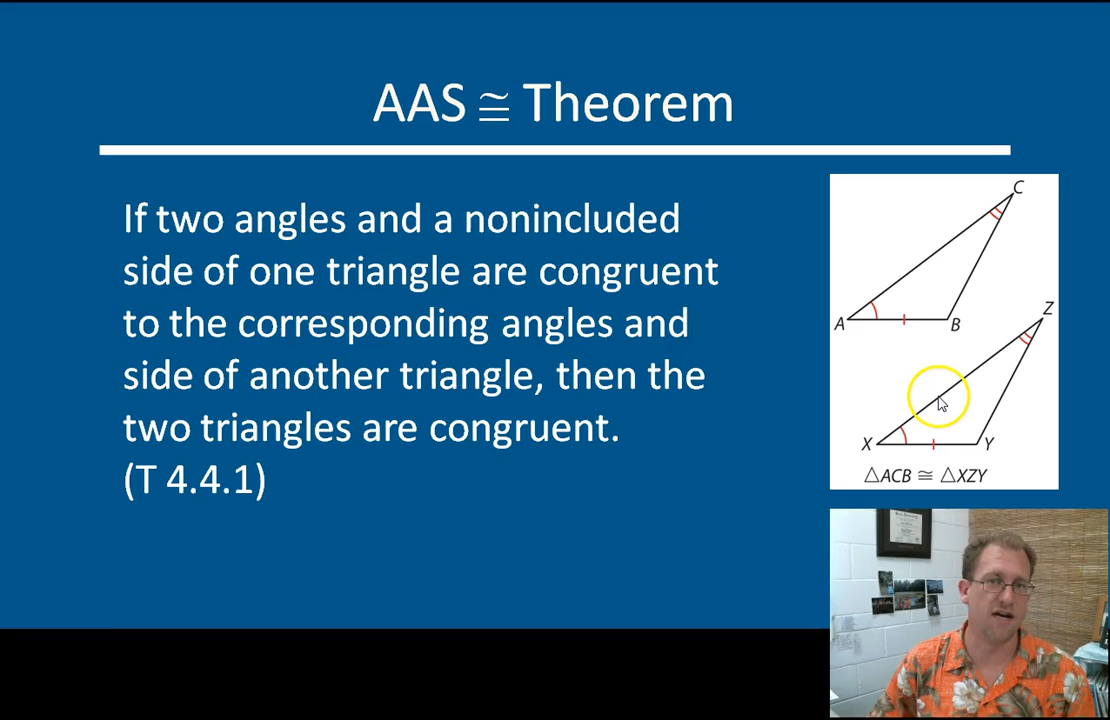 AAS ≅ Theorem
If two angles and a nonincluded
side of one triangle are congruent
to the corresponding angles and
side of another triangle, then the
two triangles are congruent.
(T 4.4.1)
C
A
B
Z
X
Y
△ACB ≅ △XZY